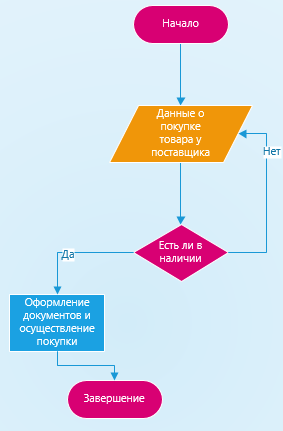 Начало
Данные о
покупке
товара у
поставщика
Нет
Есть ли в
наличии
Да
Оформление
документов и
осуществление
покупки
Завершение